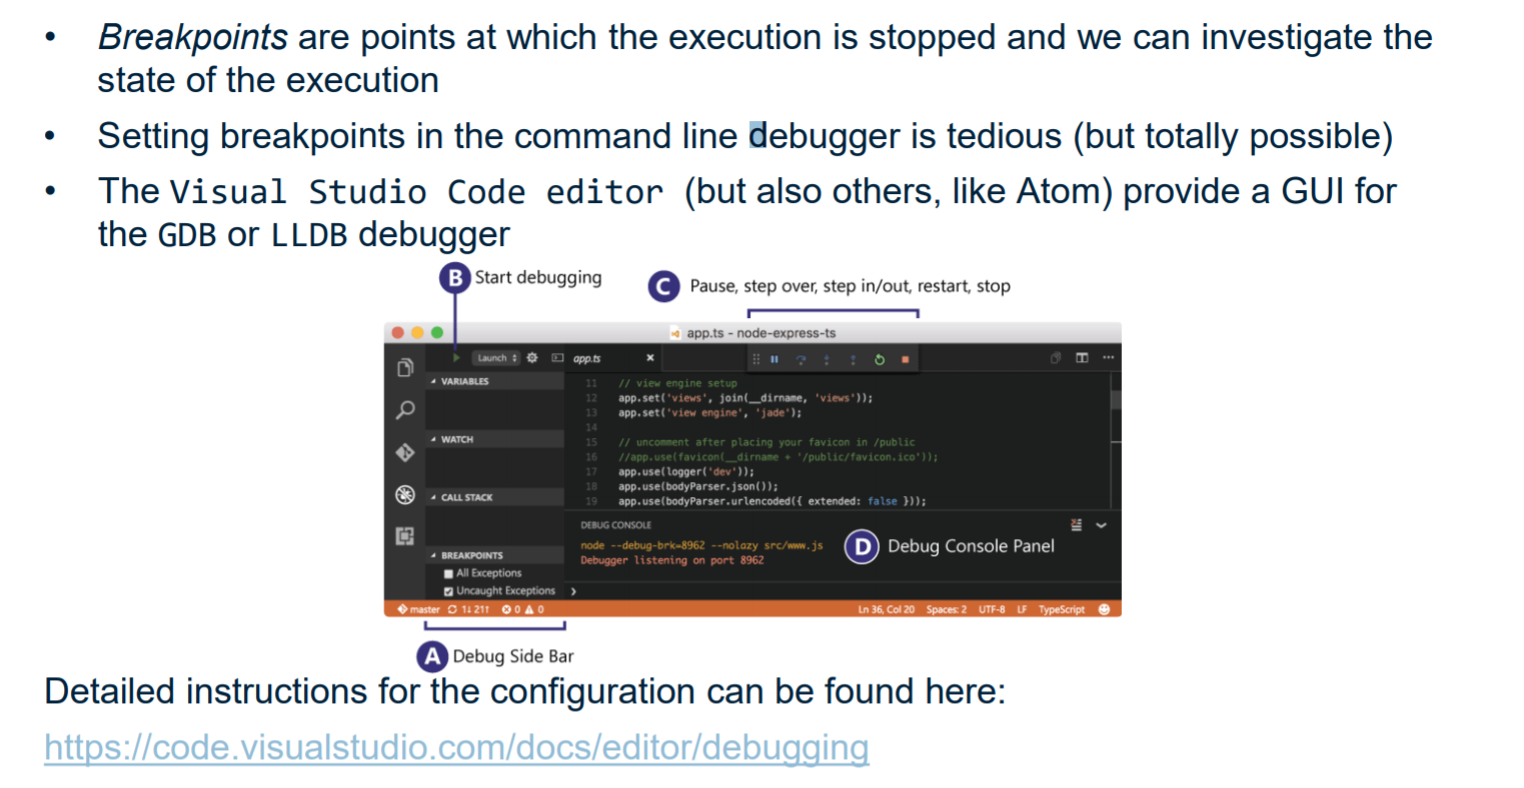 • Breakpoints are points at which the execution is stopped and we can investigate the
state of the execution
• Setting breakpoints in the command line debugger is tedious (but totally possible)
• The Visual Studio Code editor (but also others, like Atom) provide a GUI for
the GDB or LLDB debugger
B Start debugging
C Pause, step over, step in/out, restart, stop
app.ts - node-express-ts
Launch
app.ts
VARIABLES
WATCH
CALL STACK
BREAKPOINTS
All Exceptions
Uncaught Exceptions
11 // view engine setup
12 app.set('views', join(__dirname, 'views'));
13 app.set('view engine', 'jade');
14
15 // uncomment after placing your favicon in /public
16 //app.use(favicon(__dirname + '/public/favicon.ico'));
17 app.use(logger('dev'));
18 app.use(bodyParser.json());
19 app.use(bodyParser.urlencoded({ extended: false }));
DEBUG CONSOLE
node --debug-brk=8962 --nolazy src/www.js
Debugger listening on port 8962
D Debug Console Panel
master 1↓ 21↑ 0 0 Ln 36, Col 20 Spaces: 2 UTF-8 LF TypeScript
A Debug Side Bar
Detailed instructions for the configuration can be found here:
https://code.visualstudio.com/docs/editor/debugging